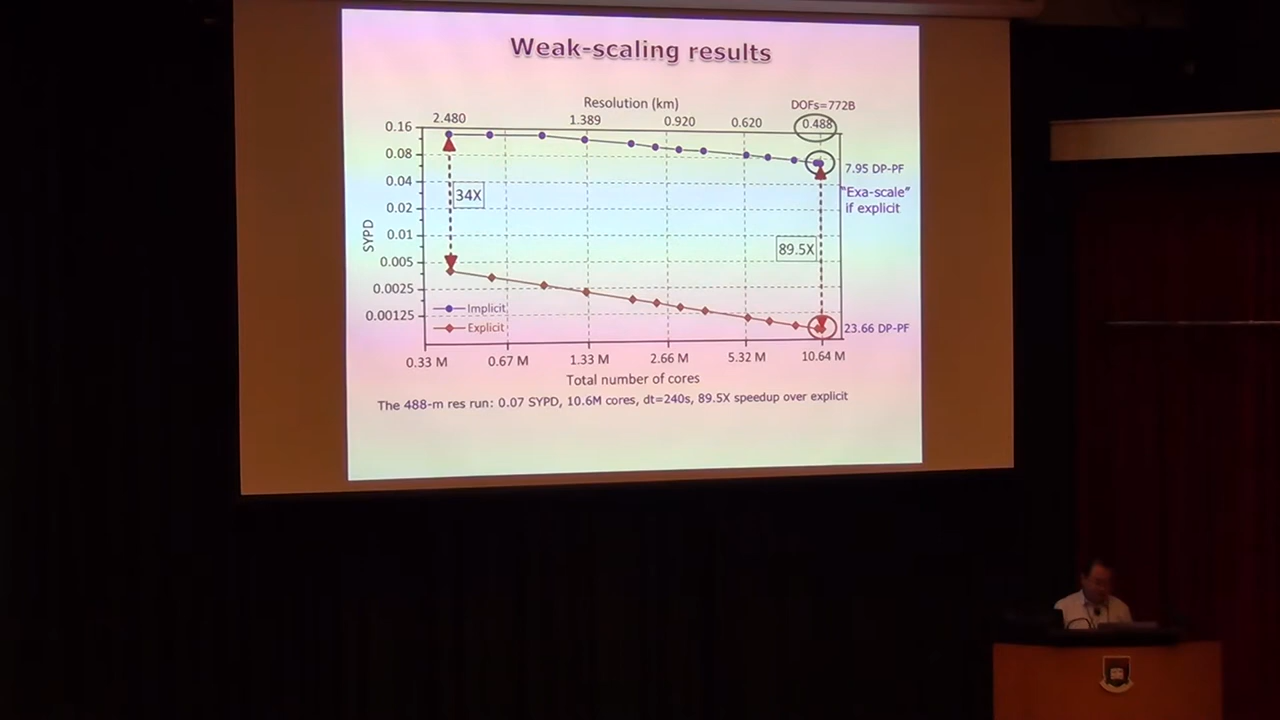 Weak-scaling results
Resolution (km)
DOFs=772B
2.480 1.389 0.920 0.620 0.488
0.16
0.08
0.04
0.02
0.01
0.005
0.0025
0.00125
SYPD
34X
89.5X
7.95 DP-PF
"Exa-scale"
if explicit
Implicit
Explicit
23.66 DP-PF
0.33 M 0.67 M 1.33 M 2.66 M 5.32 M 10.64 M
Total number of cores
The 488-m res run: 0.07 SYPD, 10.6M cores, dt=240s, 89.5X speedup over explicit